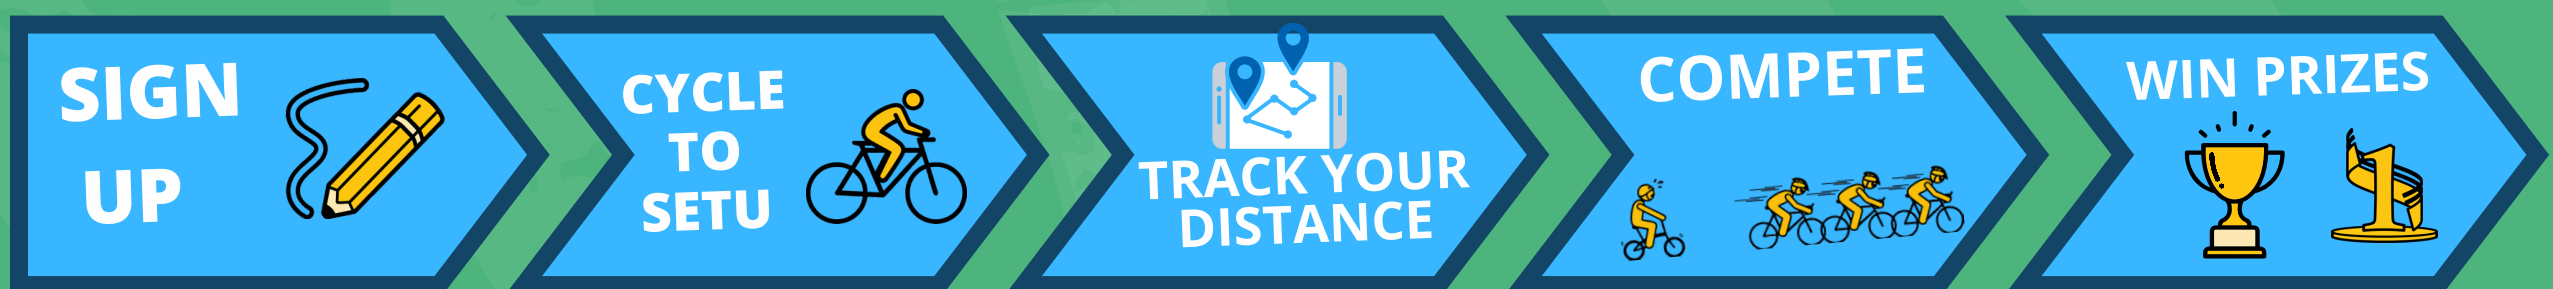 SIGN
UP
CYCLE
TO
SETU
TRACK YOUR
DISTANCE
COMPETE
WIN PRIZES
1